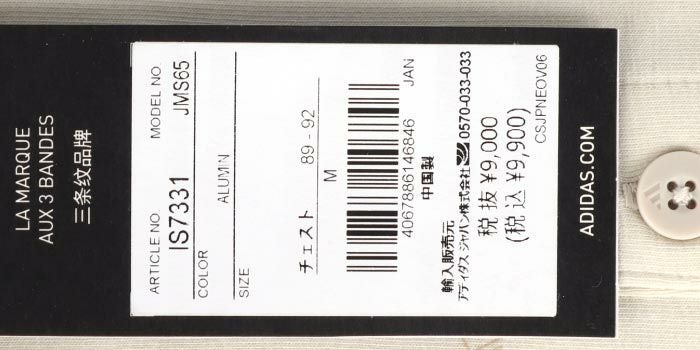 LA MARQUE
AUX 3 BANDES
三条纹品牌
ARTICLE NO
MODEL NO
IS7331
JMS65
COLOR
ALUMIN
SIZE
チェスト 89 - 92
M
JAN
4067886146846
中国製
輸入販売元
アディダス ジャパン株式会社 0570-033-033
税 抜 ¥9,000
(税 込 ¥9,900)
CSJPNEOV06
ADIDAS.COM